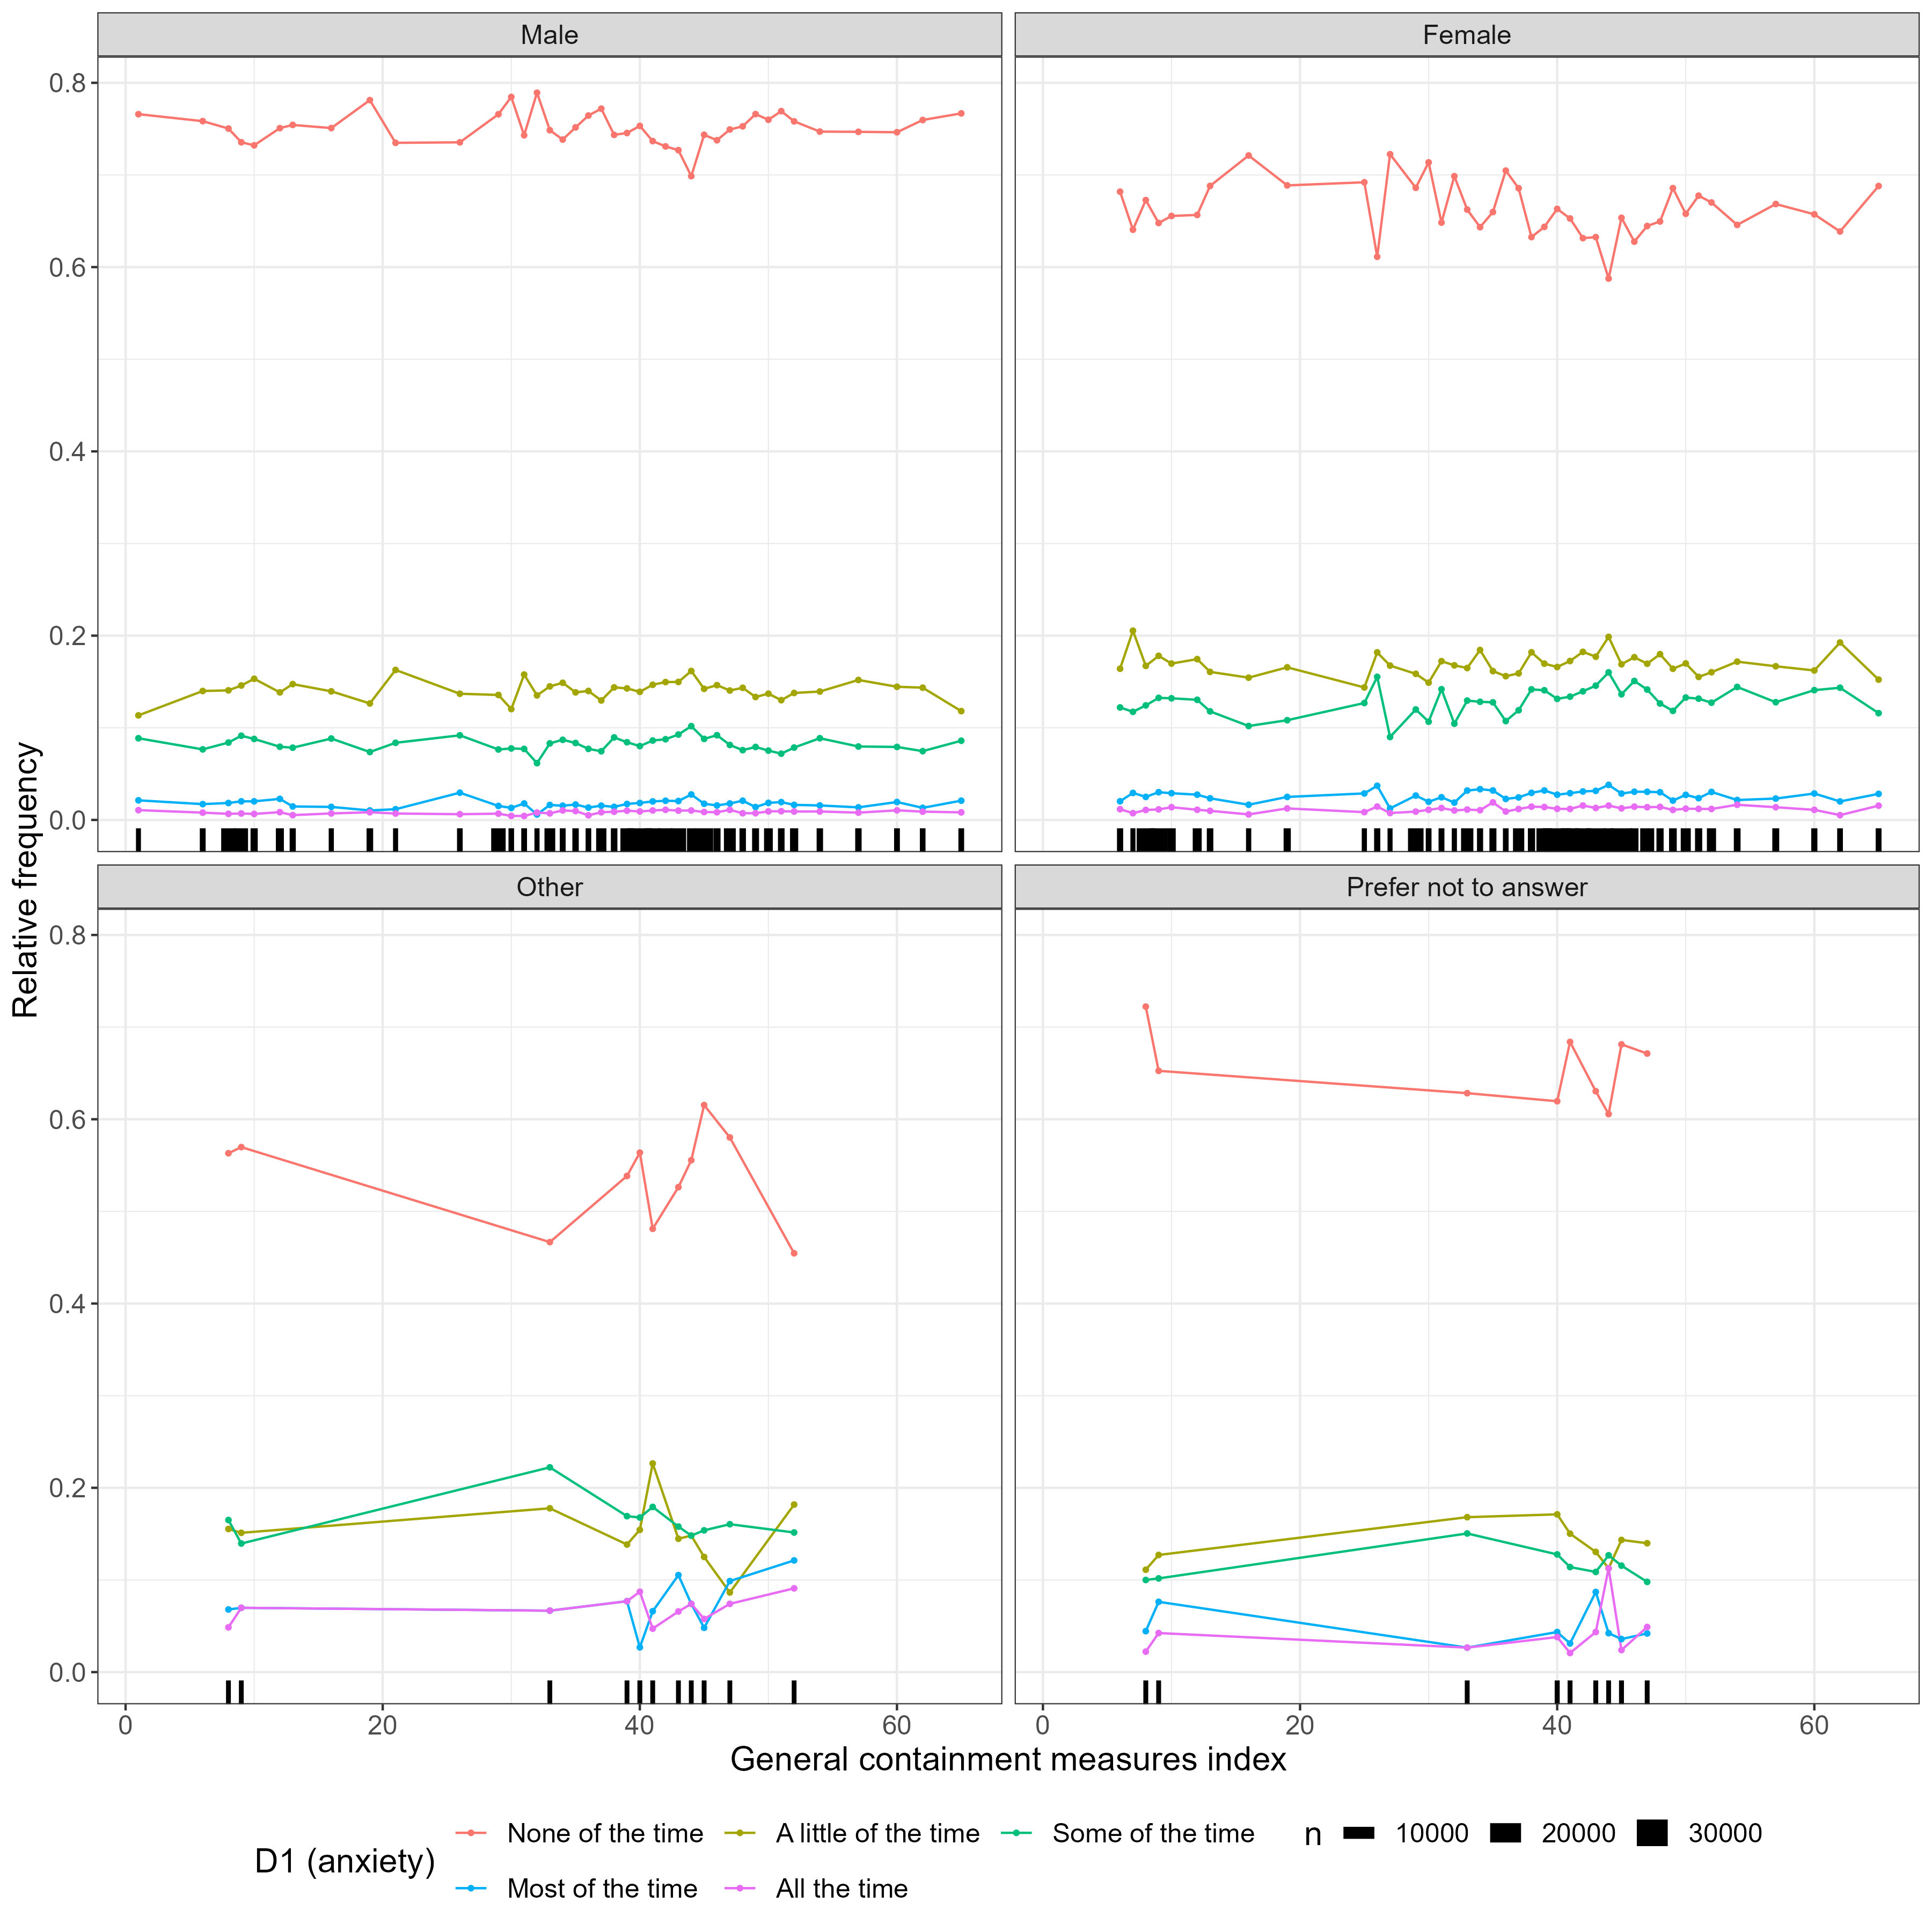 Male
Female
0.8
0.6
0.4
0.2
0.0
Relative frequency
Other
Prefer not to answer
0.8
0.6
0.4
0.2
0.0
0
20
40
60
0
20
40
60
General containment measures index
D1 (anxiety)
None of the time
A little of the time
Some of the time
Most of the time
All the time
n
10000
20000
30000